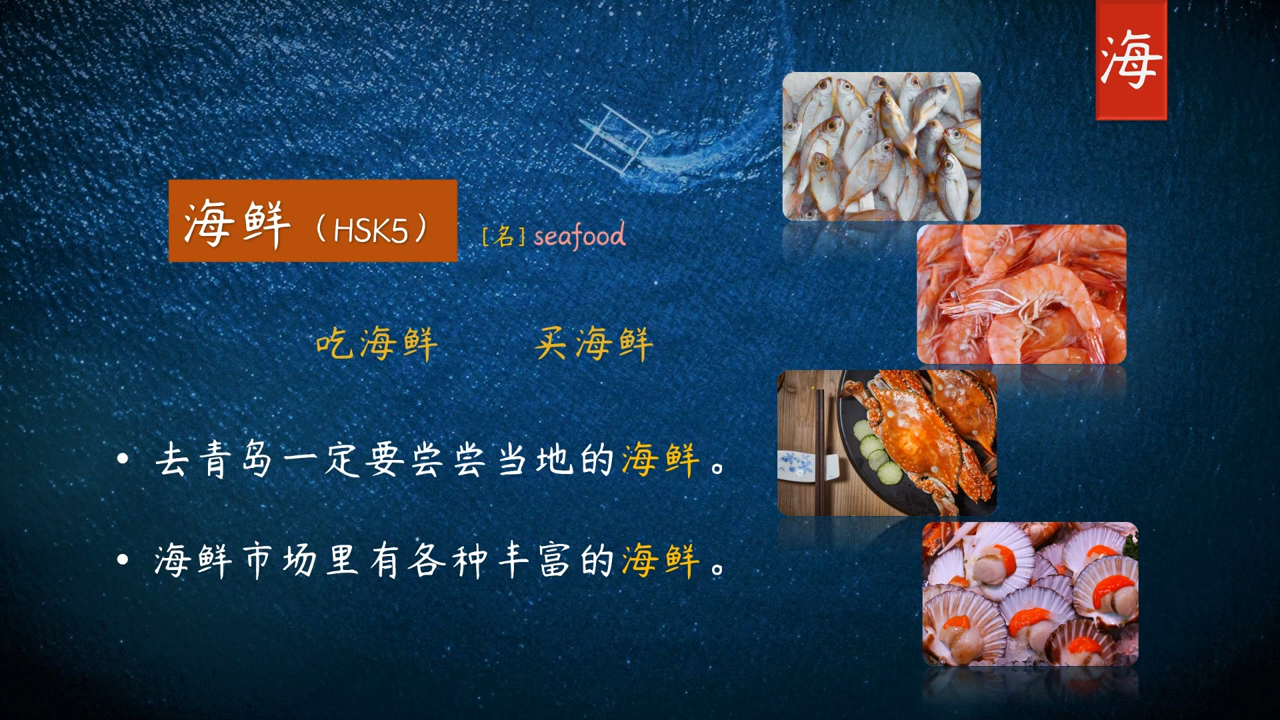 海
海鲜（HSK5） [名] seafood
吃海鲜 买海鲜
• 去青岛一定要尝尝当地的海鲜。
• 海鲜市场里有各种丰富的海鲜。